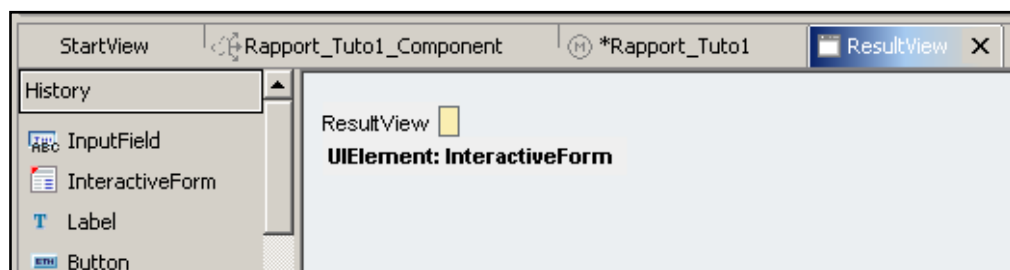 StartView Rapport_Tuto1_Component *Rapport_Tuto1 ResultView
History
InputField
InteractiveForm
Label
Button
ResultView
UIElement: InteractiveForm